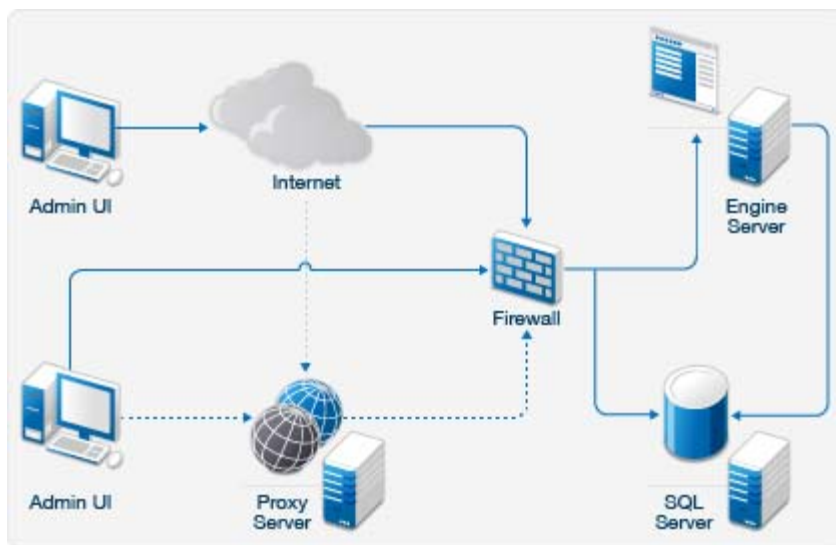 Admin UI
Internet
Engine
Server
Firewall
Admin UI
Proxy
Server
SQL
Server